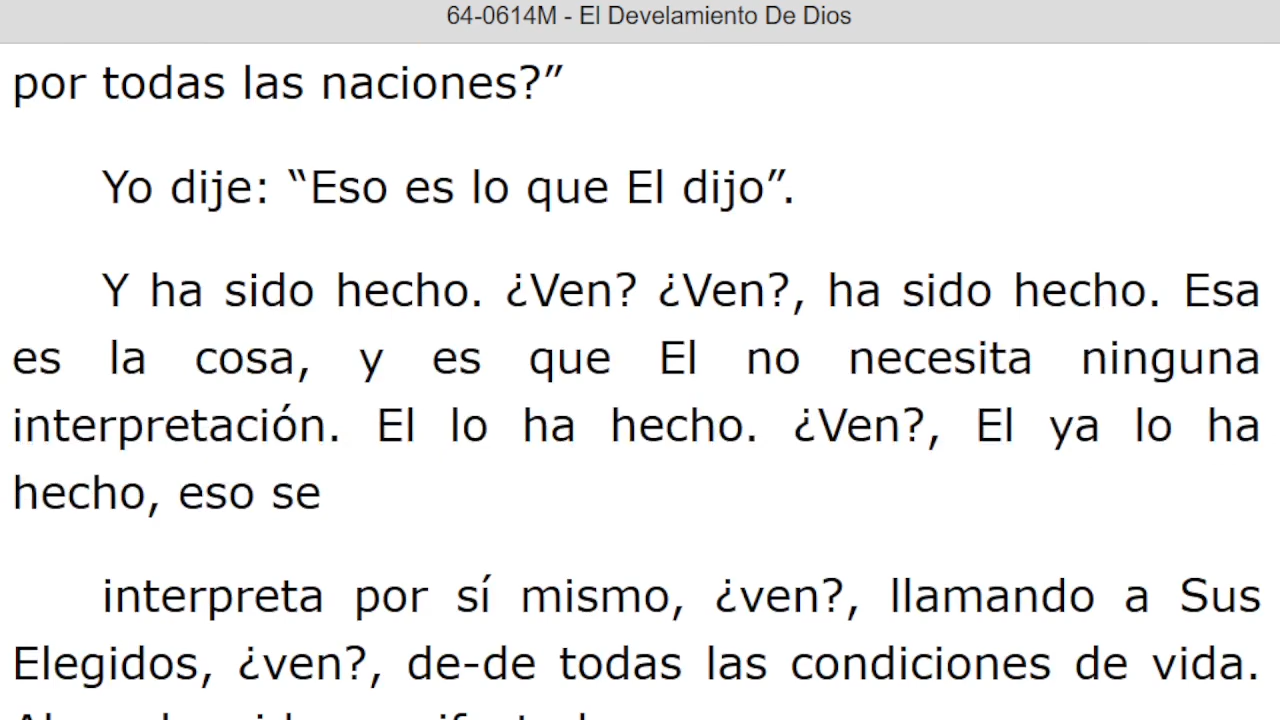 64-0614M - El Develamiento De Dios
por todas las naciones?”
Yo dije: “Eso es lo que El dijo”.
Y ha sido hecho. ¿Ven? ¿Ven?, ha sido hecho. Esa
es la cosa, y es que El no necesita ninguna
interpretación. El lo ha hecho. ¿Ven?, El ya lo ha
hecho, eso se
interpreta por sí mismo, ¿ven?, llamando a Sus
Elegidos, ¿ven?, de-de todas las condiciones de vida.